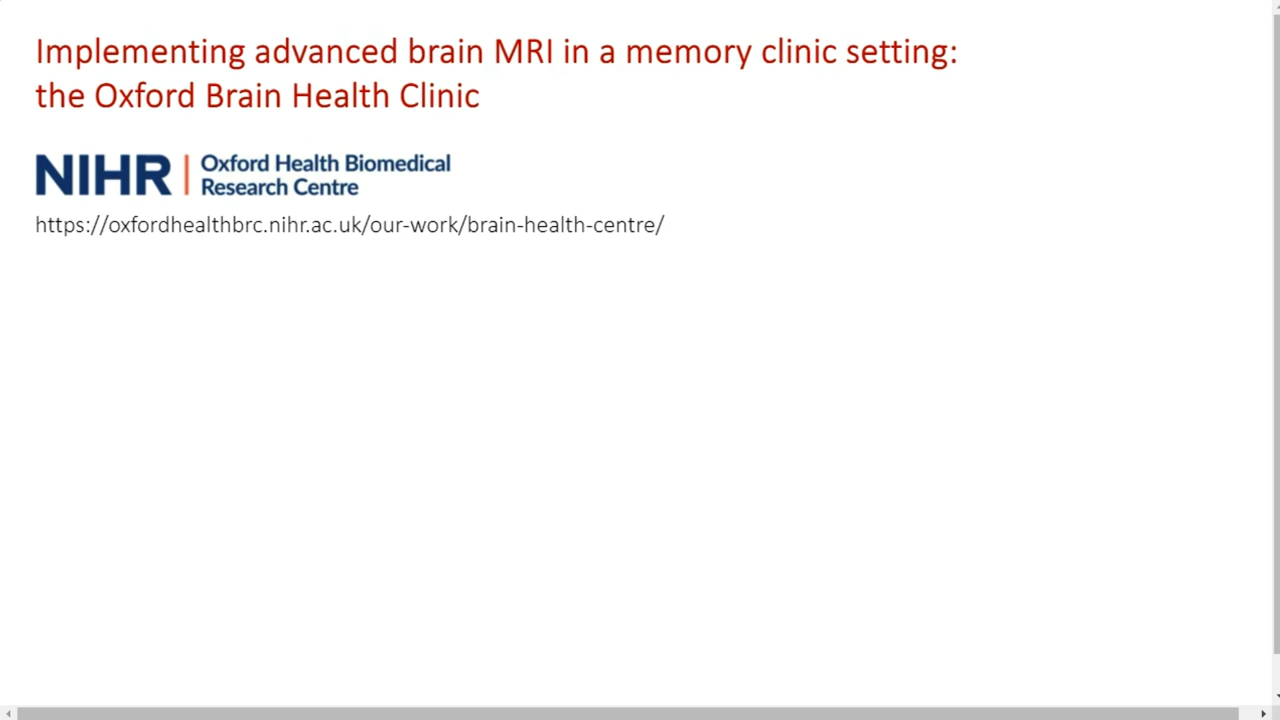 Implementing advanced brain MRI in a memory clinic setting:
the Oxford Brain Health Clinic
NIHR | Oxford Health Biomedical
Research Centre
https://oxfordhealthbrc.nihr.ac.uk/our-work/brain-health-centre/